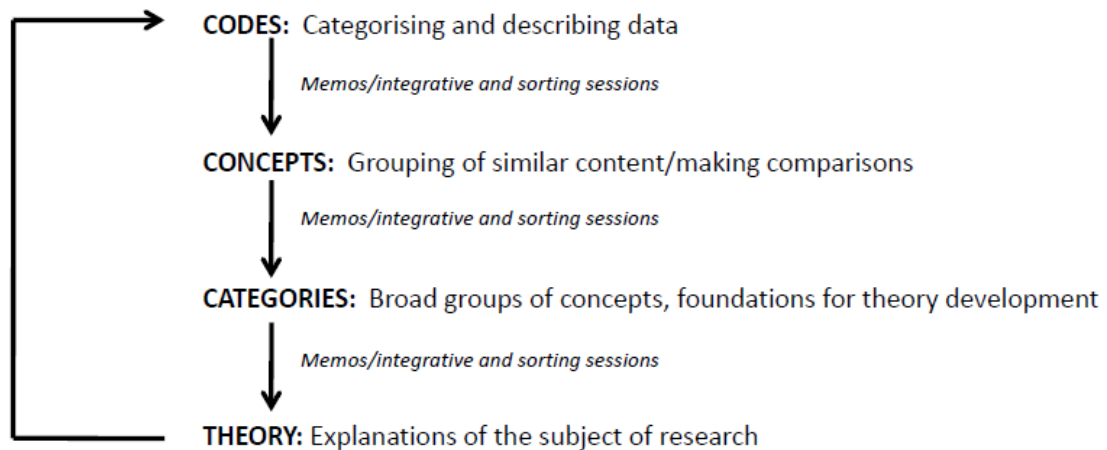 CODES: Categorising and describing data
Memos/integrative and sorting sessions
CONCEPTS: Grouping of similar content/making comparisons
Memos/integrative and sorting sessions
CATEGORIES: Broad groups of concepts, foundations for theory development
Memos/integrative and sorting sessions
THEORY: Explanations of the subject of research